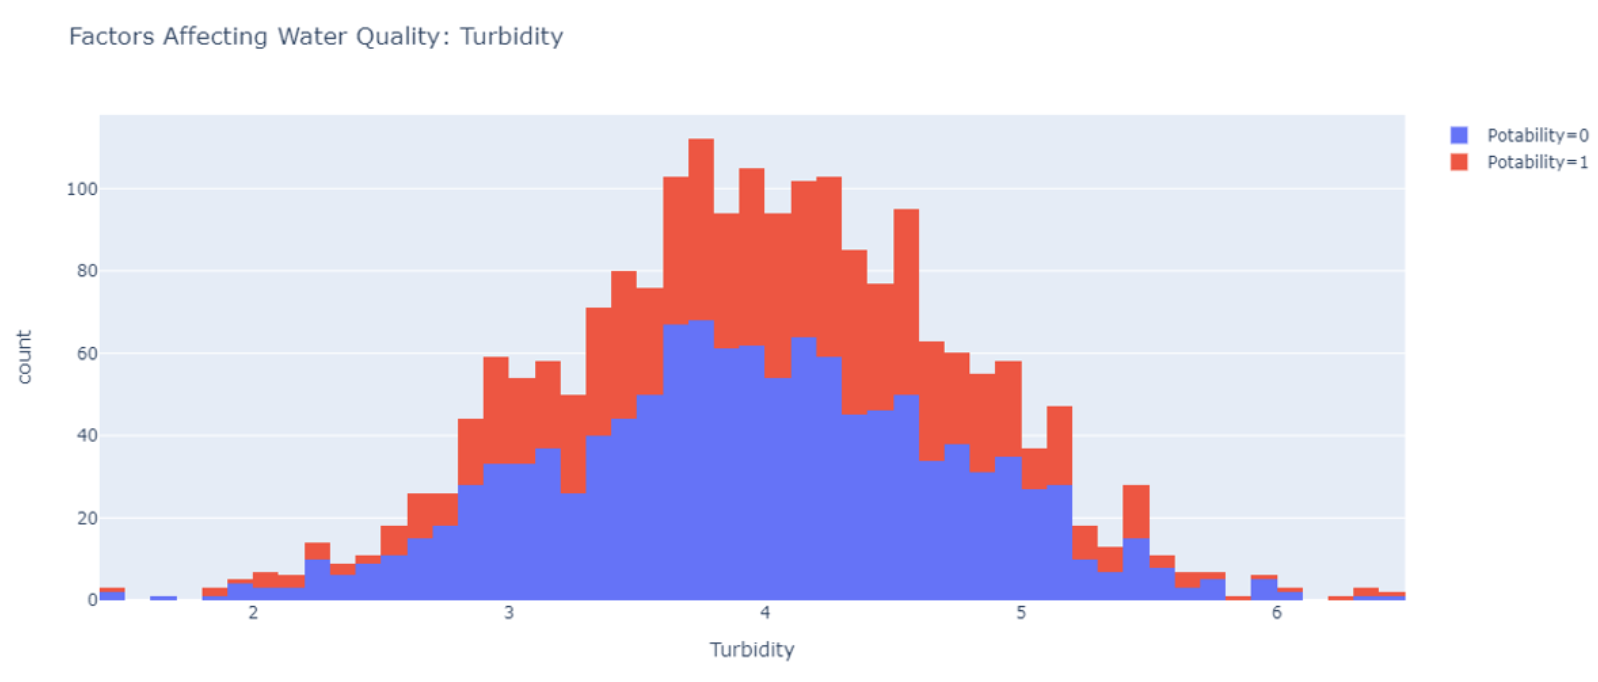 Factors Affecting Water Quality: Turbidity
Potability=0
Potability=1
100
80
60
40
20
0
count
2 3 4 5 6
Turbidity